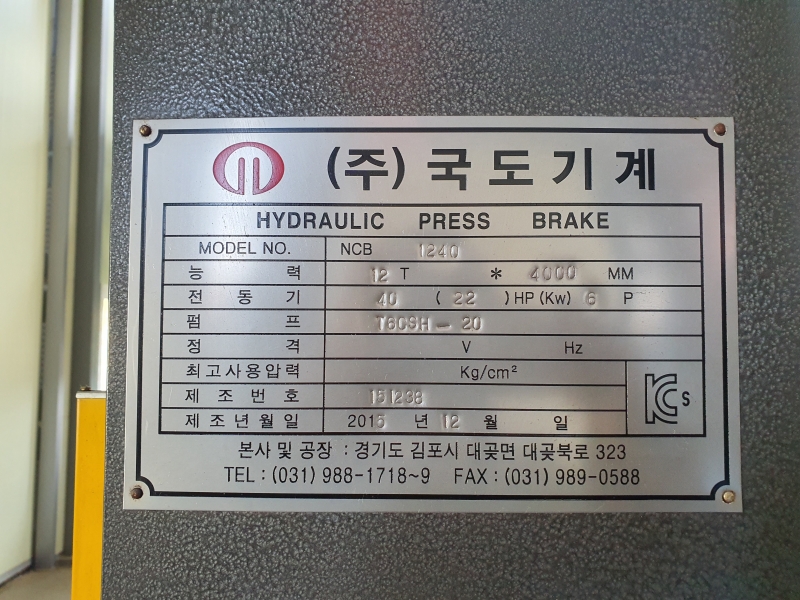 (주) 국도기계
HYDRAULIC PRESS BRAKE
MODEL NO. NCB 1240
능력 12 T * 4000 MM
전동기 40 ( 22 ) HP (Kw) 6 P
펌프 T6CSH - 20
정격 V Hz
최고사용압력 Kg/cm²
제조번호 151238
제조년월일 2015 년 12 월 일
KCs
본사 및 공장 : 경기도 김포시 대곶면 대곶북로 323
TEL : (031) 988-1718~9 FAX : (031) 989-0588